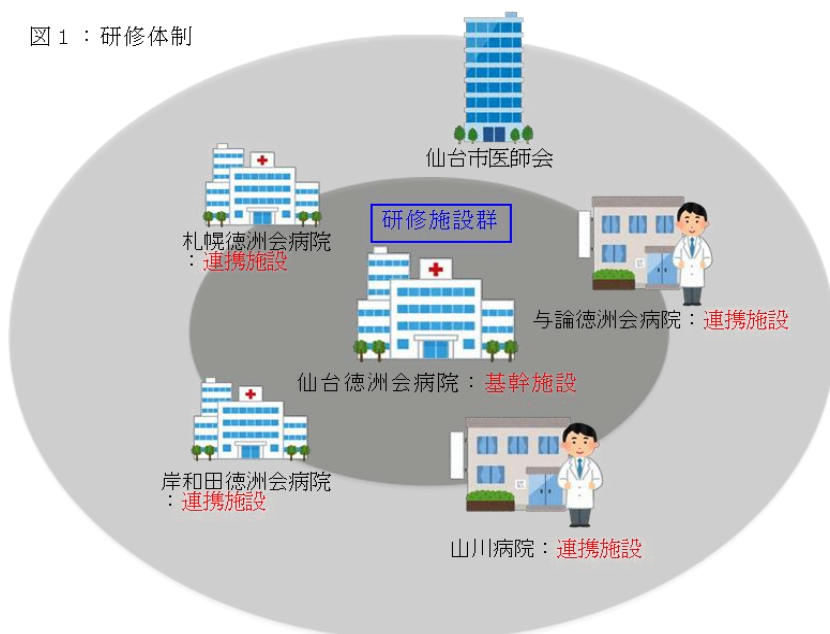 図1：研修体制
仙台市医師会
研修施設群
札幌徳洲会病院
：連携施設
与論徳洲会病院：連携施設
仙台徳洲会病院：基幹施設
岸和田徳洲会病院
：連携施設
山川病院：連携施設